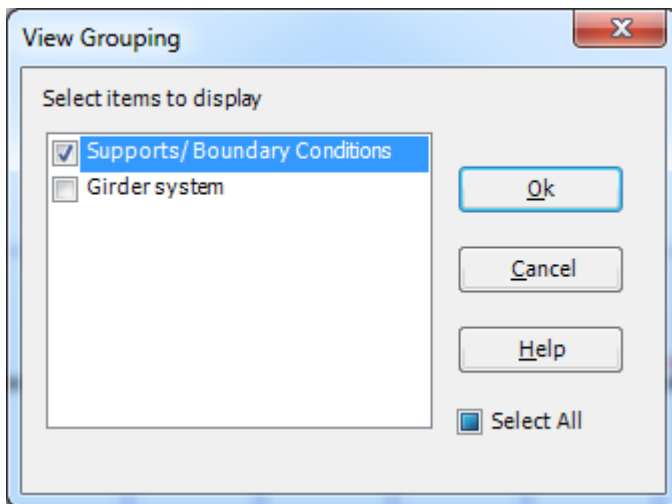 View Grouping
Select items to display
Supports/ Boundary Conditions
Girder system
Ok
Cancel
Help
Select All